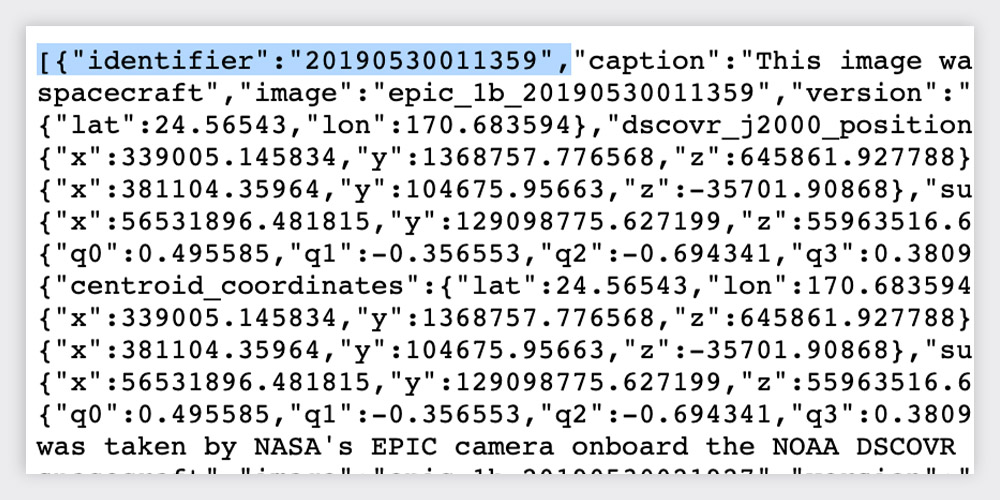 [{"identifier":"20190530011359","caption":"This image wa
spacecraft","image":"epic_1b_20190530011359","version":"
{"lat":24.56543,"lon":170.683594},"dscovr_j2000_position
{"x":339005.145834,"y":1368757.776568,"z":645861.927788}
{"x":381104.35964,"y":104675.95663,"z":-35701.90868},"su
{"x":56531896.481815,"y":129098775.627199,"z":55963516.6
{"q0":0.495585,"q1":-0.356553,"q2":-0.694341,"q3":0.3809
{"centroid_coordinates":{"lat":24.56543,"lon":170.683594
{"x":339005.145834,"y":1368757.776568,"z":645861.927788}
{"x":381104.35964,"y":104675.95663,"z":-35701.90868},"su
{"x":56531896.481815,"y":129098775.627199,"z":55963516.6
{"q0":0.495585,"q1":-0.356553,"q2":-0.694341,"q3":0.3809
was taken by NASA's EPIC camera onboard the NOAA DSCOVR